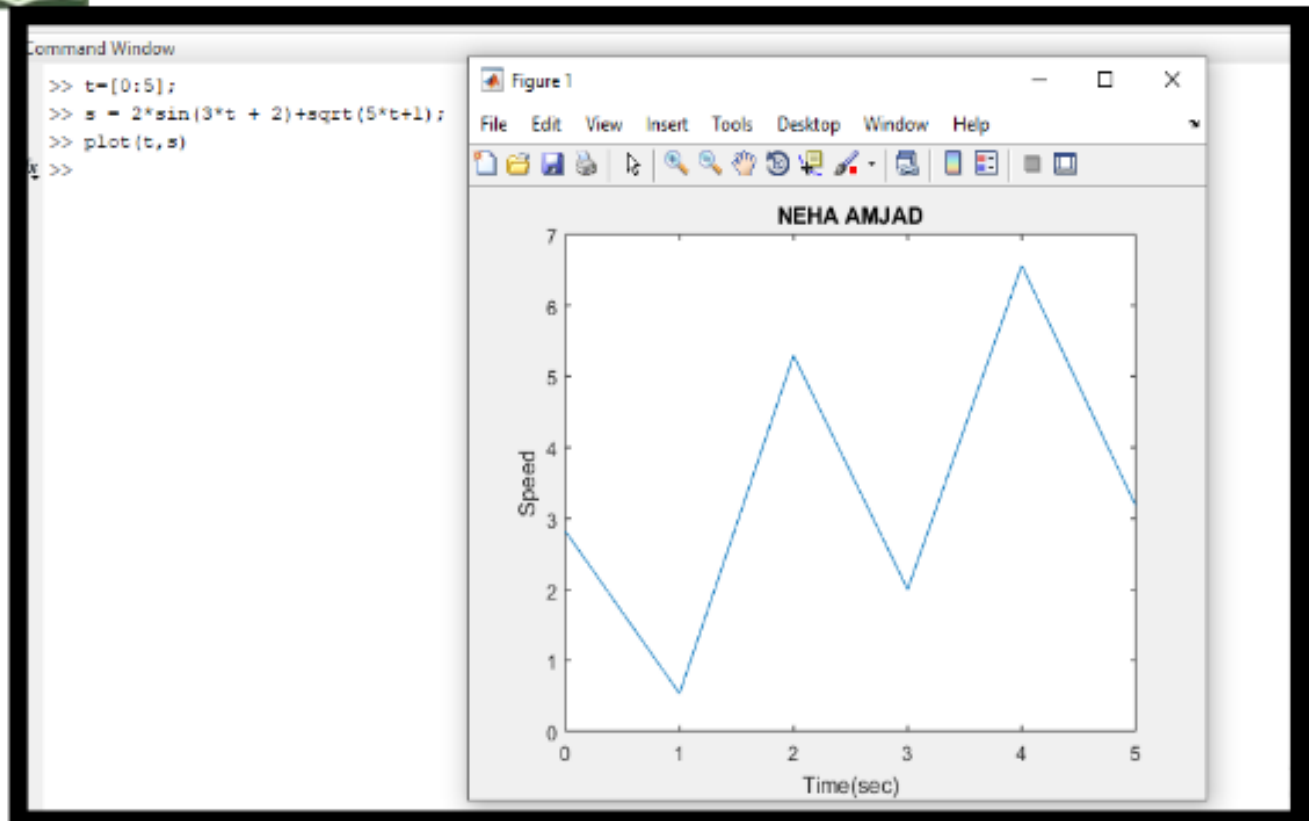 Command Window
>> t=[0:5];
>> s = 2*sin(3*t + 2)+sqrt(5*t+1);
>> plot(t,s)
>>
Figure 1
File Edit View Insert Tools Desktop Window Help
NEHA AMJAD
7
6
5
4
3
2
1
0
Speed
0 1 2 3 4 5
Time(sec)